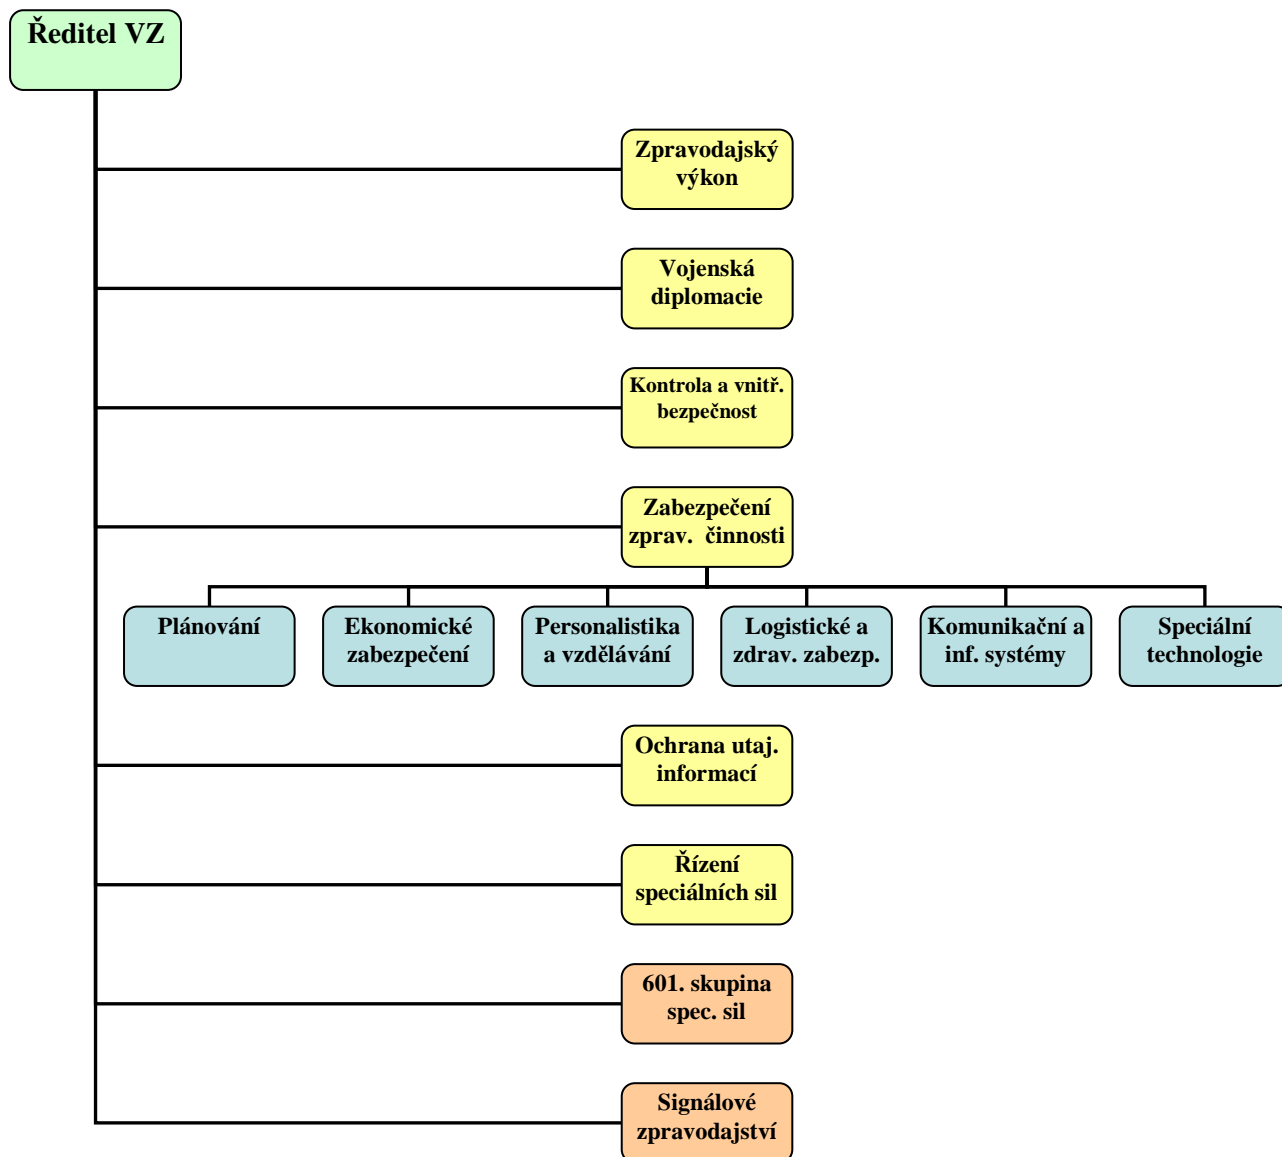 Ředitel VZ
Zpravodajský
výkon
Vojenská
diplomacie
Kontrola a vnitř.
bezpečnost
Zabezpečení
zprav. činnosti
Plánování
Ekonomické
zabezpečení
Personalistika
a vzdělávání
Logistické a
zdrav. zabezp.
Komunikační a
inf. systémy
Speciální
technologie
Ochrana utaj.
informací
Řízení
speciálních sil
601. skupina
spec. sil
Signálové
zpravodajství